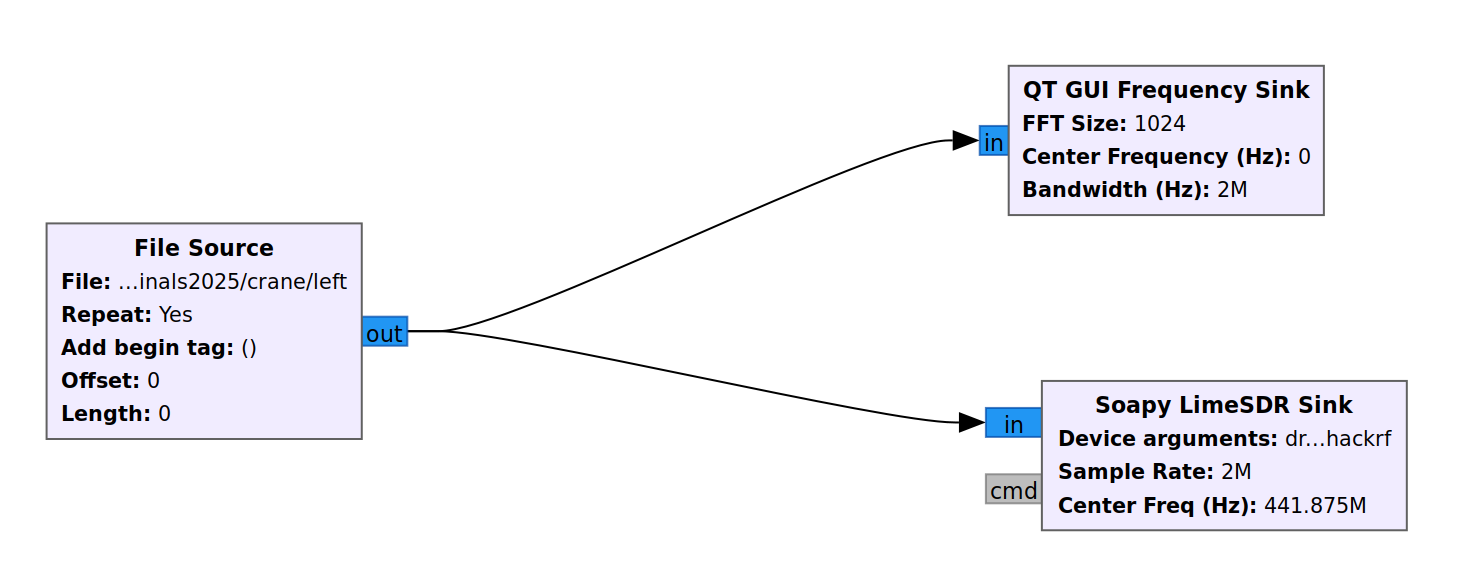 QT GUI Frequency Sink
FFT Size: 1024
Center Frequency (Hz): 0
Bandwidth (Hz): 2M
in
File Source
File: ...inals2025/crane/left
Repeat: Yes
Add begin tag: ()
Offset: 0
Length: 0
out
Soapy LimeSDR Sink
Device arguments: dr...hackrf
Sample Rate: 2M
Center Freq (Hz): 441.875M
in
cmd